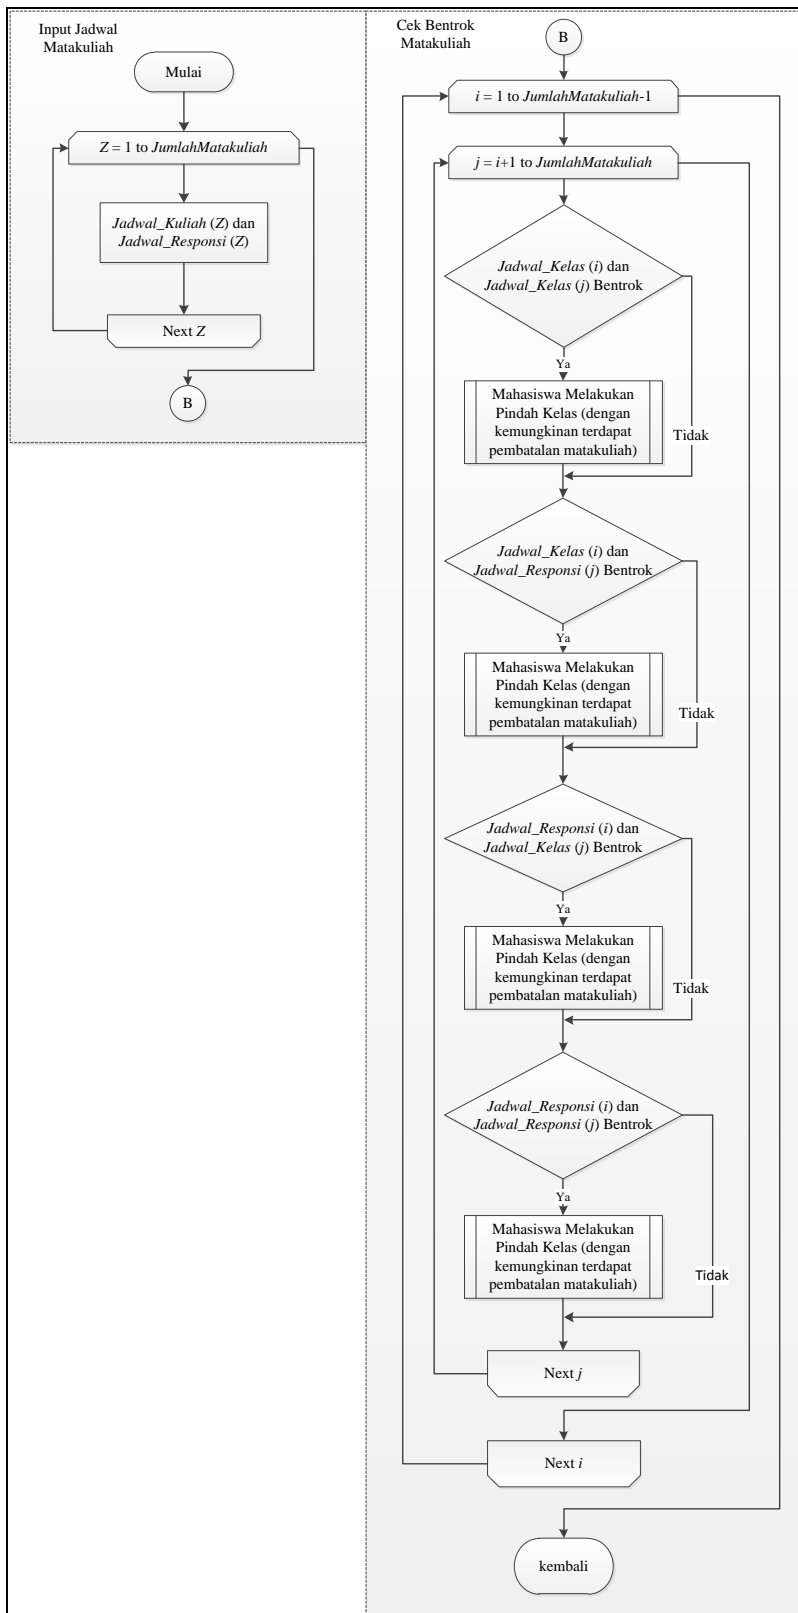 Input Jadwal
Matakuliah
Mulai
Z = 1 to JumlahMatakuliah
Jadwal_Kuliah (Z) dan
Jadwal_Responsi (Z)
Next Z
B
Cek Bentrok
Matakuliah
B
i = 1 to JumlahMatakuliah-1
j = i+1 to JumlahMatakuliah
Jadwal_Kelas (i) dan
Jadwal_Kelas (j) Bentrok
Ya
Mahasiswa Melakukan
Pindah Kelas (dengan
kemungkinan terdapat
pembatalan matakuliah)
Tidak
Jadwal_Kelas (i) dan
Jadwal_Responsi (j) Bentrok
Ya
Mahasiswa Melakukan
Pindah Kelas (dengan
kemungkinan terdapat
pembatalan matakuliah)
Tidak
Jadwal_Responsi (i) dan
Jadwal_Kelas (j) Bentrok
Ya
Mahasiswa Melakukan
Pindah Kelas (dengan
kemungkinan terdapat
pembatalan matakuliah)
Tidak
Jadwal_Responsi (i) dan
Jadwal_Responsi (j) Bentrok
Ya
Mahasiswa Melakukan
Pindah Kelas (dengan
kemungkinan terdapat
pembatalan matakuliah)
Tidak
Next j
Next i
kembali